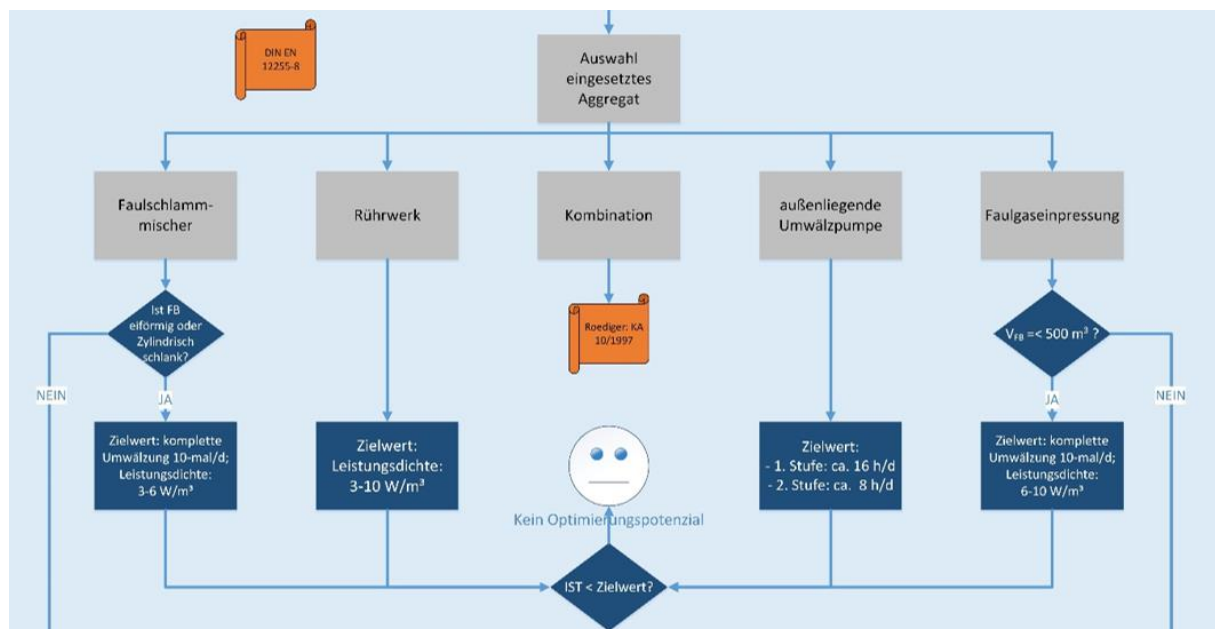 DIN EN
12255-8
Auswahl
eingesetztes
Aggregat
Faulschlamm-
mischer
Rührwerk
Kombination
außenliegende
Umwälzpumpe
Faulgaseinpressung
Ist FB
eiförmig oder
Zylindrisch
schlank?
Roediger: KA
10/1997
V_FB =< 500 m³ ?
NEIN
JA
JA
NEIN
Zielwert: komplette
Umwälzung 10-mal/d;
Leistungsdichte:
3-6 W/m³
Zielwert:
Leistungsdichte:
3-10 W/m³
Zielwert:
- 1. Stufe: ca. 16 h/d
- 2. Stufe: ca. 8 h/d
Zielwert: komplette
Umwälzung 10-mal/d;
Leistungsdichte:
6-10 W/m³
Kein Optimierungspotenzial
IST < Zielwert?